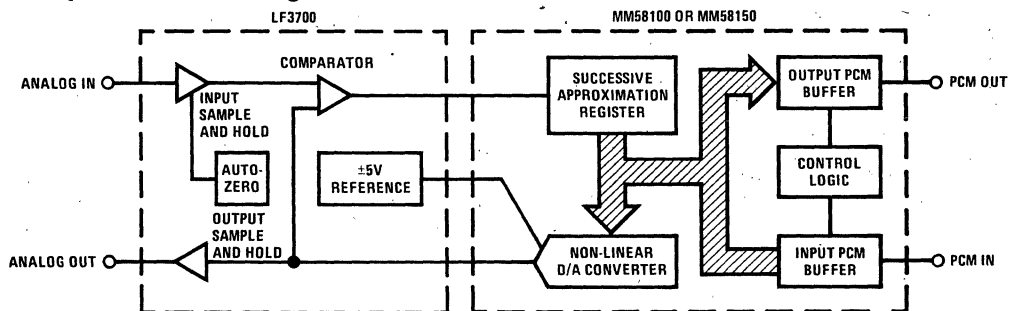 LF3700
MM58100 OR MM58150
ANALOG IN
INPUT
SAMPLE
AND HOLD
COMPARATOR
AUTO-
ZERO
±5V
REFERENCE
SUCCESSIVE
APPROXIMATION
REGISTER
OUTPUT PCM
BUFFER
PCM OUT
CONTROL
LOGIC
ANALOG OUT
OUTPUT
SAMPLE
AND HOLD
NON-LINEAR
D/A CONVERTER
INPUT PCM
BUFFER
PCM IN